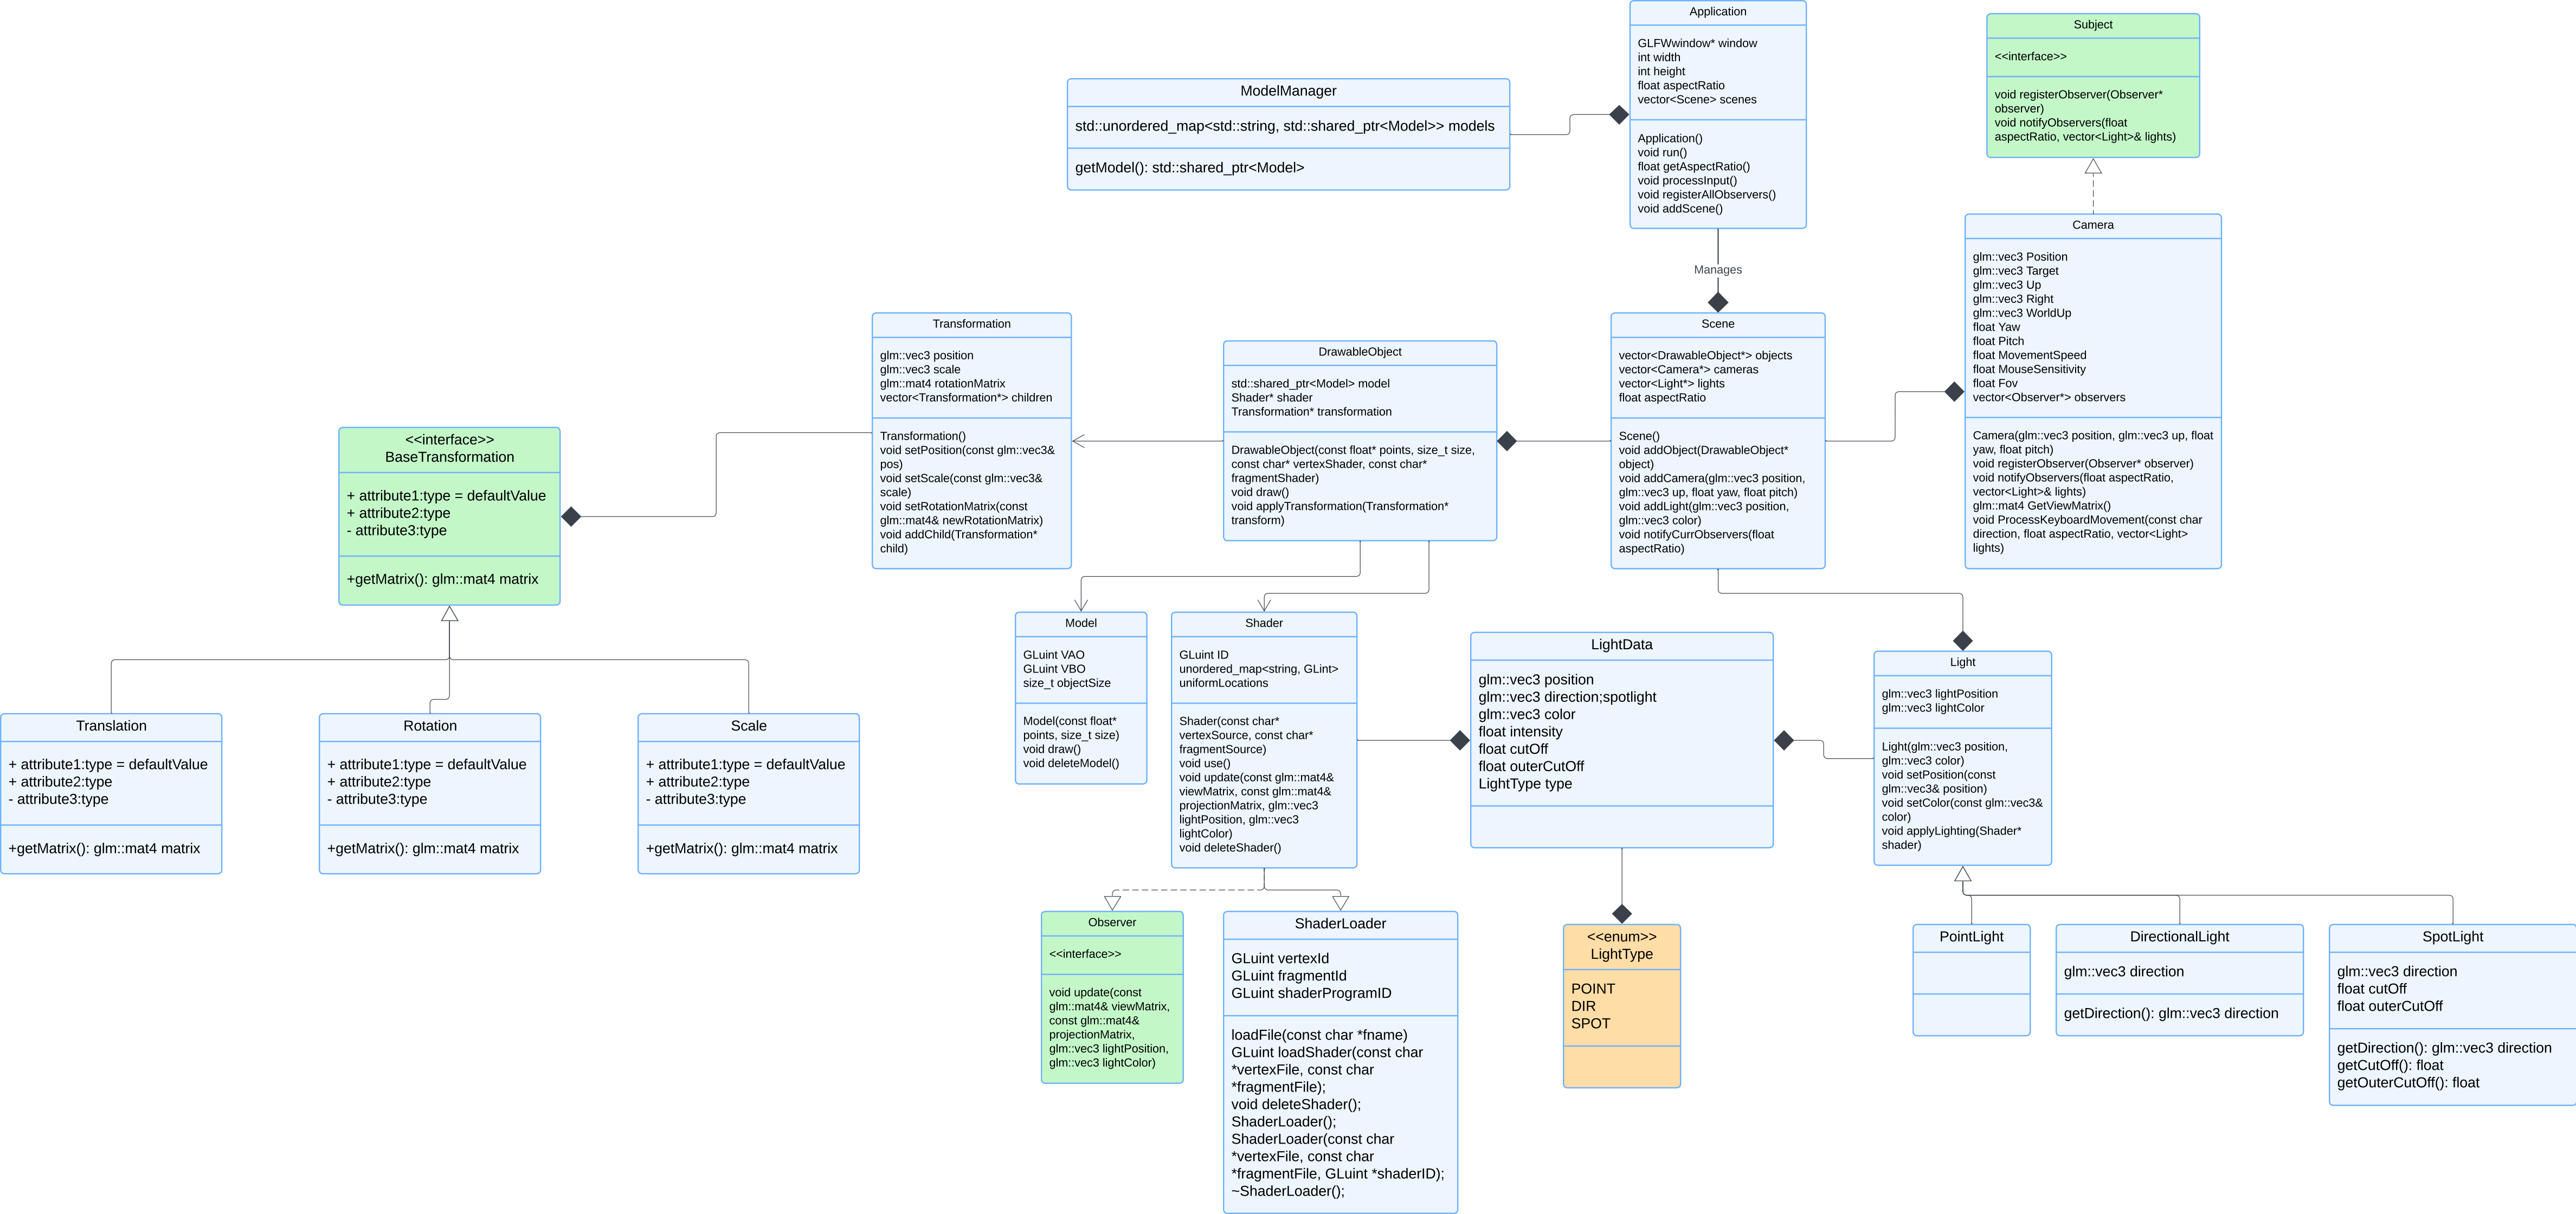 Application
GLFWwindow* window
int width
int height
float aspectRatio
vector<Scene> scenes
Application()
void run()
float getAspectRatio()
void processInput()
void registerAllObservers()
void addScene()
Subject
<<interface>>
void registerObserver(Observer*
observer)
void notifyObservers(float
aspectRatio, vector<Light>& lights)
ModelManager
std::unordered_map<std::string, std::shared_ptr<Model>> models
getModel(): std::shared_ptr<Model>
Camera
glm::vec3 Position
glm::vec3 Target
glm::vec3 Up
glm::vec3 Right
glm::vec3 WorldUp
float Yaw
float Pitch
float MovementSpeed
float MouseSensitivity
float Fov
vector<Observer*> observers
Camera(glm::vec3 position, glm::vec3 up, float
yaw, float pitch)
void registerObserver(Observer* observer)
void notifyObservers(float aspectRatio,
vector<Light>& lights)
glm::mat4 GetViewMatrix()
void ProcessKeyboardMovement(const char
direction, float aspectRatio, vector<Light>
lights)
Manages
Transformation
glm::vec3 position
glm::vec3 scale
glm::mat4 rotationMatrix
vector<Transformation*> children
Transformation()
void setPosition(const glm::vec3&
pos)
void setScale(const glm::vec3&
scale)
void setRotationMatrix(const
glm::mat4& newRotationMatrix)
void addChild(Transformation*
child)
DrawableObject
std::shared_ptr<Model> model
Shader* shader
Transformation* transformation
DrawableObject(const float* points, size_t size,
const char* vertexShader, const char*
fragmentShader)
void draw()
void applyTransformation(Transformation*
transform)
Scene
vector<DrawableObject*> objects
vector<Camera*> cameras
vector<Light*> lights
float aspectRatio
Scene()
void addObject(DrawableObject*
object)
void addCamera(glm::vec3 position,
glm::vec3 up, float yaw, float pitch)
void addLight(glm::vec3 position,
glm::vec3 color)
void notifyCurrObservers(float
aspectRatio)
<<interface>>
BaseTransformation
+ attribute1:type = defaultValue
+ attribute2:type
- attribute3:type
+getMatrix(): glm::mat4 matrix
Model
GLuint VAO
GLuint VBO
size_t objectSize
Model(const float*
points, size_t size)
void draw()
void deleteModel()
Shader
GLuint ID
unordered_map<string, GLint>
uniformLocations
Shader(const char*
vertexSource, const char*
fragmentSource)
void use()
void update(const glm::mat4&
viewMatrix, const glm::mat4&
projectionMatrix, glm::vec3
lightPosition, glm::vec3
lightColor)
void deleteShader()
LightData
glm::vec3 position
glm::vec3 direction;spotlight
glm::vec3 color
float intensity
float cutOff
float outerCutOff
LightType type
Light
glm::vec3 lightPosition
glm::vec3 lightColor
Light(glm::vec3 position,
glm::vec3 color)
void setPosition(const
glm::vec3& position)
void setColor(const glm::vec3&
color)
void applyLighting(Shader*
shader)
Translation
+ attribute1:type = defaultValue
+ attribute2:type
- attribute3:type
+getMatrix(): glm::mat4 matrix
Rotation
+ attribute1:type = defaultValue
+ attribute2:type
- attribute3:type
+getMatrix(): glm::mat4 matrix
Scale
+ attribute1:type = defaultValue
+ attribute2:type
- attribute3:type
+getMatrix(): glm::mat4 matrix
Observer
<<interface>>
void update(const
glm::mat4& viewMatrix,
const glm::mat4&
projectionMatrix,
glm::vec3 lightPosition,
glm::vec3 lightColor)
ShaderLoader
GLuint vertexId
GLuint fragmentId
GLuint shaderProgramID
loadFile(const char *fname)
GLuint loadShader(const char
*vertexFile, const char
*fragmentFile);
void deleteShader();
ShaderLoader();
ShaderLoader(const char
*vertexFile, const char
*fragmentFile, GLuint *shaderID);
~ShaderLoader();
<<enum>>
LightType
POINT
DIR
SPOT
PointLight
DirectionalLight
glm::vec3 direction
getDirection(): glm::vec3 direction
SpotLight
glm::vec3 direction
float cutOff
float outerCutOff
getDirection(): glm::vec3 direction
getCutOff(): float
getOuterCutOff(): float